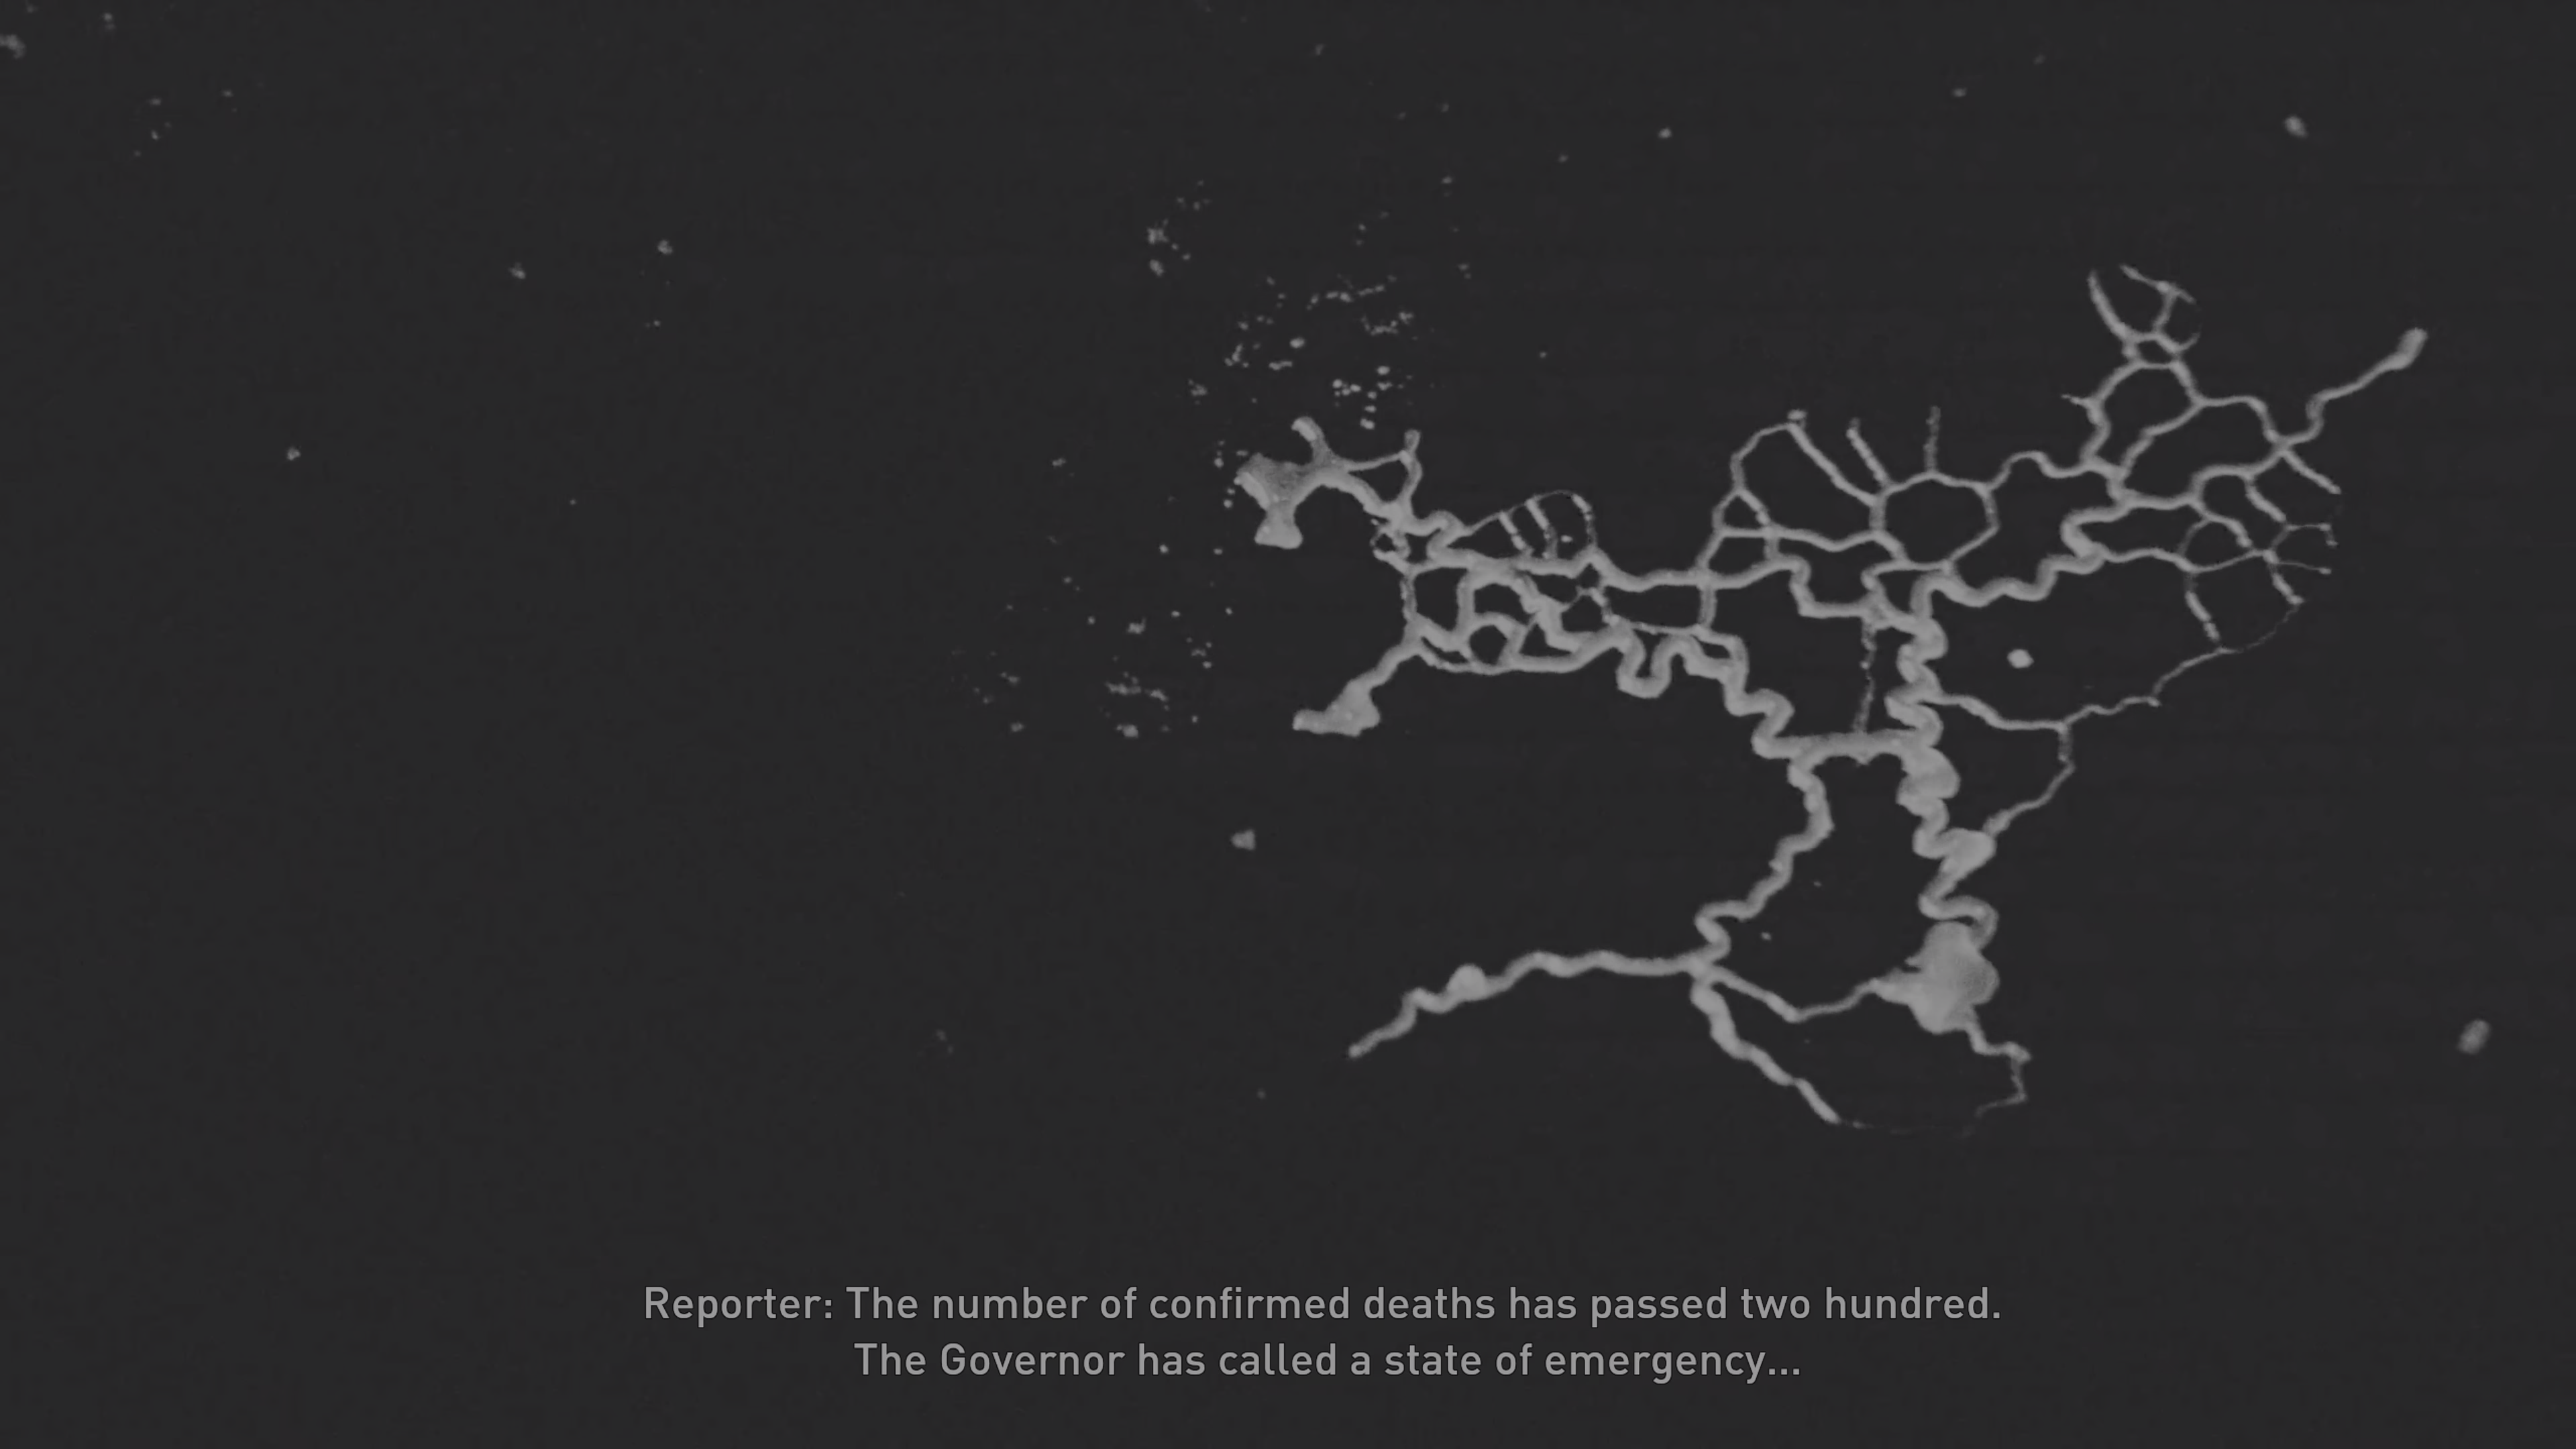 Reporter: The number of confirmed deaths has passed two hundred.
The Governor has called a state of emergency...